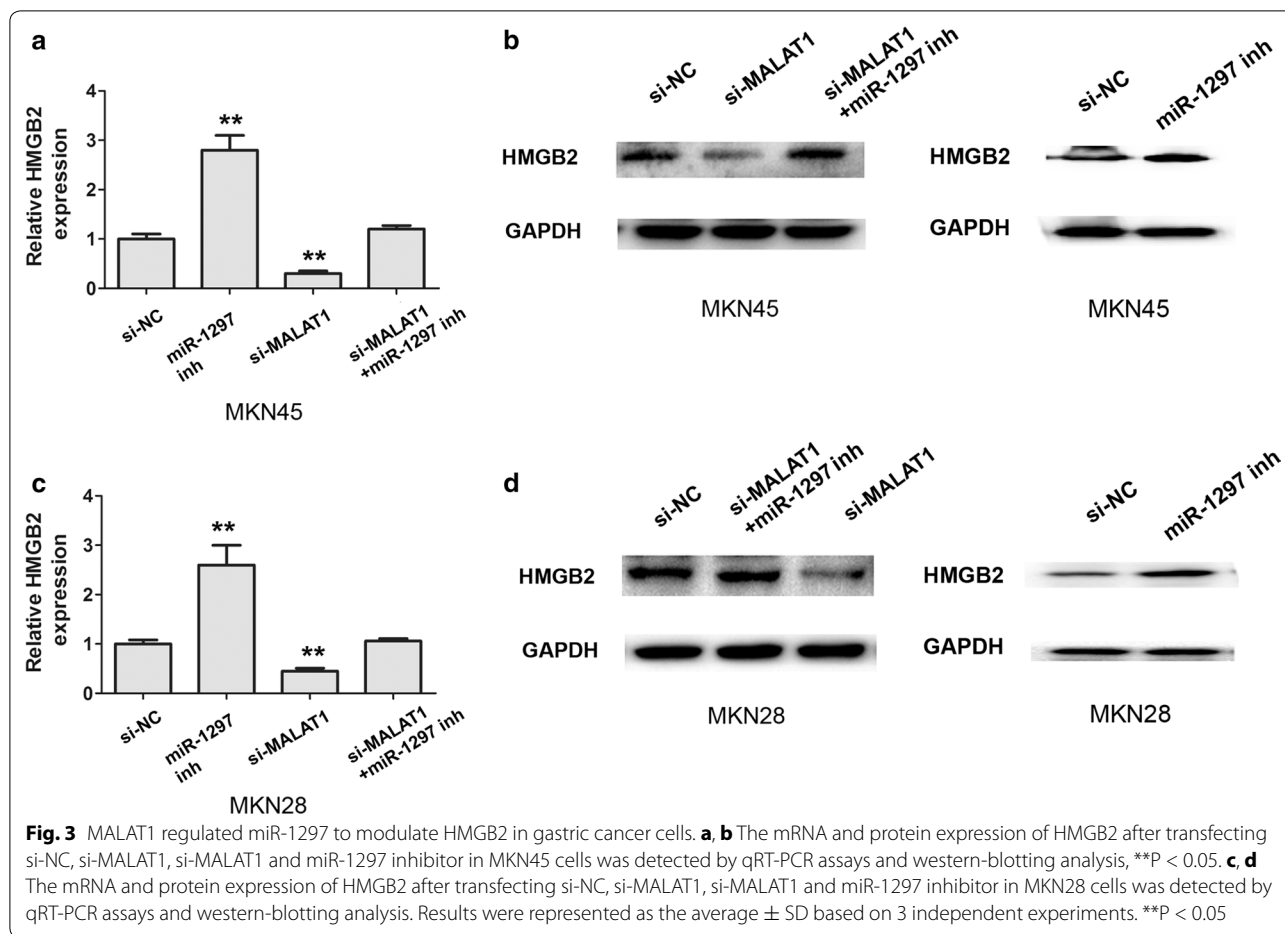 a
4
3
2
1
0
Relative HMGB2
expression
**
**
si-NC
miR-1297
inh
si-MALAT1
si-MALAT1
+miR-1297 inh
MKN45
b
si-NC
si-MALAT1
si-MALAT1
+miR-1297 inh
HMGB2
GAPDH
MKN45
si-NC
miR-1297 inh
HMGB2
GAPDH
MKN45
c
4
3
2
1
0
Relative HMGB2
expression
**
**
si-NC
miR-1297
inh
si-MALAT1
si-MALAT1
+miR-1297 inh
MKN28
d
si-NC
si-MALAT1
+miR-1297 inh
si-MALAT1
HMGB2
GAPDH
MKN28
si-NC
miR-1297 inh
HMGB2
GAPDH
MKN28
Fig. 3 MALAT1 regulated miR-1297 to modulate HMGB2 in gastric cancer cells. a, b The mRNA and protein expression of HMGB2 after transfecting
si-NC, si-MALAT1, si-MALAT1 and miR-1297 inhibitor in MKN45 cells was detected by qRT-PCR assays and western-blotting analysis, **P < 0.05. c, d
The mRNA and protein expression of HMGB2 after transfecting si-NC, si-MALAT1, si-MALAT1 and miR-1297 inhibitor in MKN28 cells was detected by
qRT-PCR assays and western-blotting analysis. Results were represented as the average ± SD based on 3 independent experiments. **P < 0.05